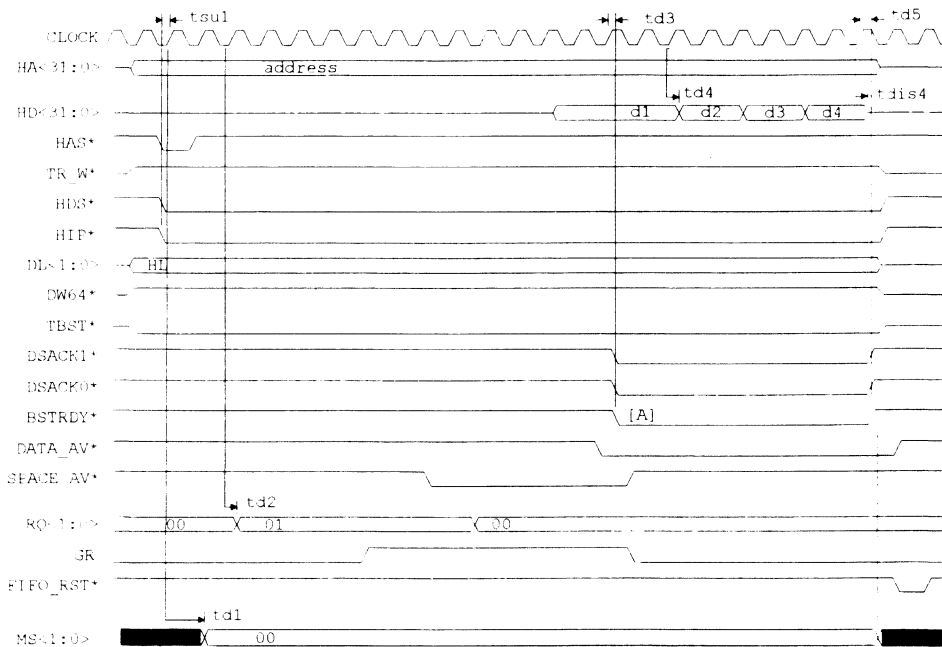 tsu1 td3 td5
CLOCK
HA<31:0> address
td4 tdis4
HD<31:0> d1 d2 d3 d4
HAS*
TR_W*
HDS*
HIF*
DL<1:0> HL
DW64*
TBST*
DSACK1*
DSACK0*
BSTRDY* [A]
DATA_AV*
SPACE_AV*
td2
RQ<1:0> 00 01 00
GR
FIFO_RST*
td1
MS<1:0> 00